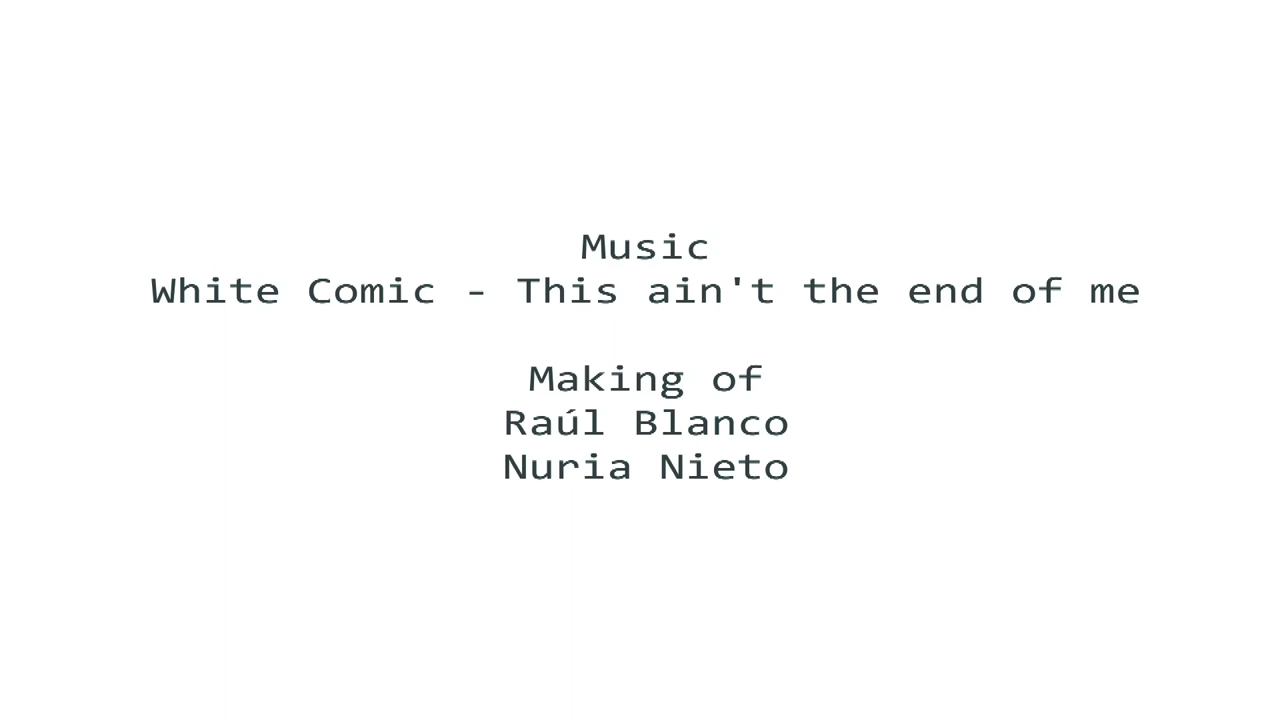 Music
White Comic - This ain't the end of me
Making of
Raúl Blanco
Nuria Nieto